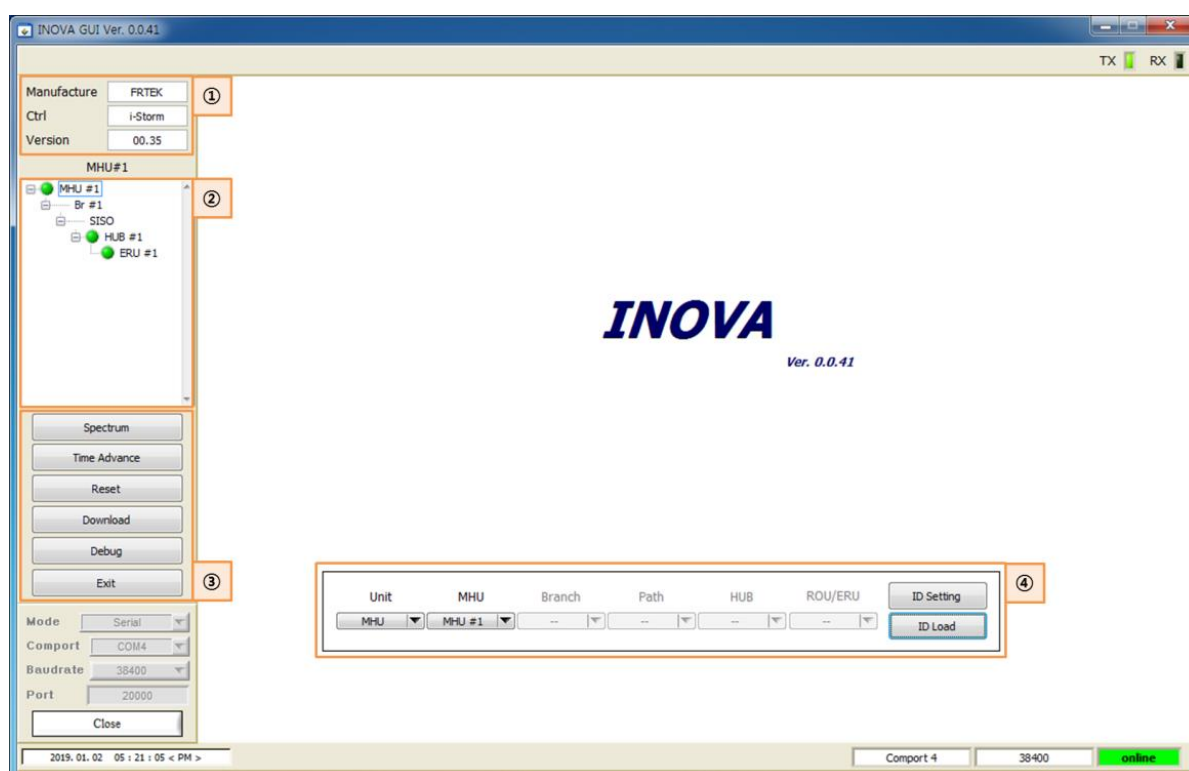 INOVA GUI Ver. 0.0.41
TX RX
Manufacture FRTEK
①
Ctrl i-Storm
Version 00.35
MHU#1
MHU #1
②
Br #1
SISO
HUB #1
ERU #1
INOVA
Ver. 0.0.41
Spectrum
Time Advance
Reset
Download
Debug
Exit
③
Unit MHU Branch Path HUB ROU/ERU ID Setting
④
MHU MHU #1 -- -- -- -- ID Load
Mode Serial
Comport COM4
Baudrate 38400
Port 20000
Close
2019. 01. 02 05 : 21 : 05 < PM > Comport 4 38400 online